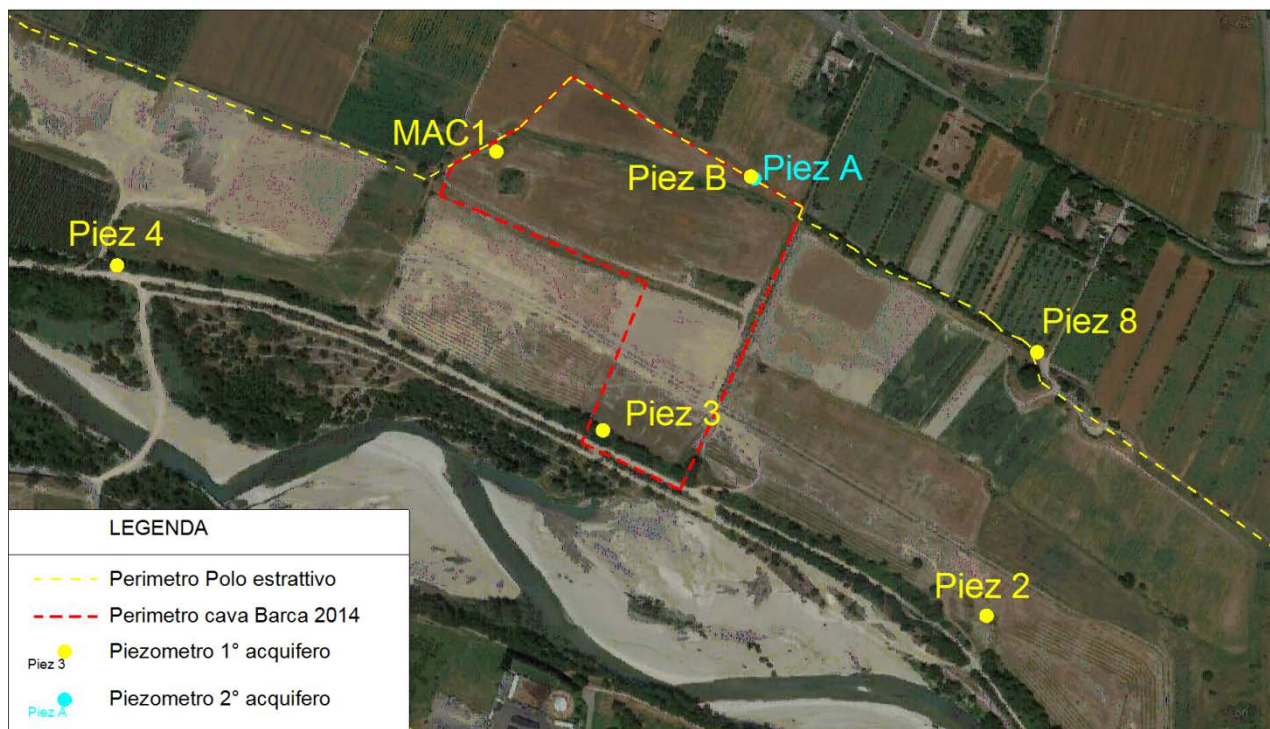 MAC1
Piez B
Piez A
Piez 4
Piez 8
Piez 3
Piez 2
LEGENDA
Perimetro Polo estrattivo
Perimetro cava Barca 2014
Piezometro 1° acquifero
Piez 3
Piezometro 2° acquifero
Piez A